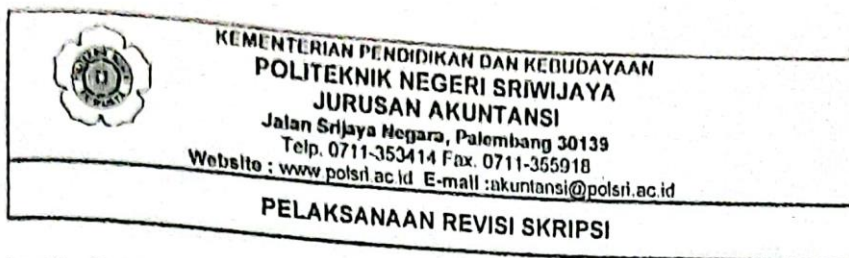 KEMENTERIAN PENDIDIKAN DAN KEBUDAYAAN
POLITEKNIK NEGERI SRIWIJAYA
JURUSAN AKUNTANSI
Jalan Srijaya Negara, Palembang 30139
Telp. 0711-353414 Fax. 0711-355918
Website : www.polsri.ac.id E-mail :akuntansi@polsri.ac.id
PELAKSANAAN REVISI SKRIPSI